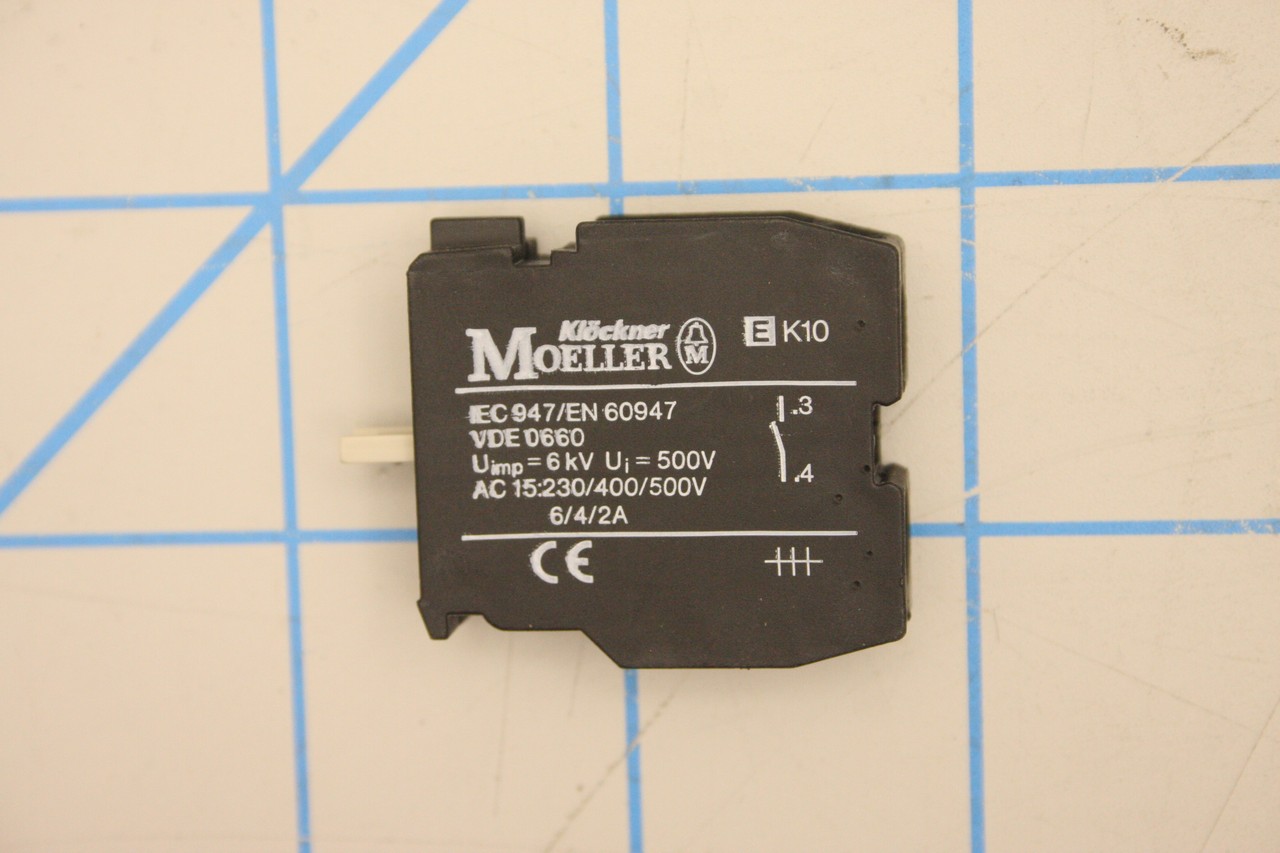 Klöckner
MOELLER
M
E K10
IEC 947/EN 60947
VDE 0660
Uimp = 6 kV Ui = 500V
AC 15:230/400/500V
6/4/2A
.3
.4
CE